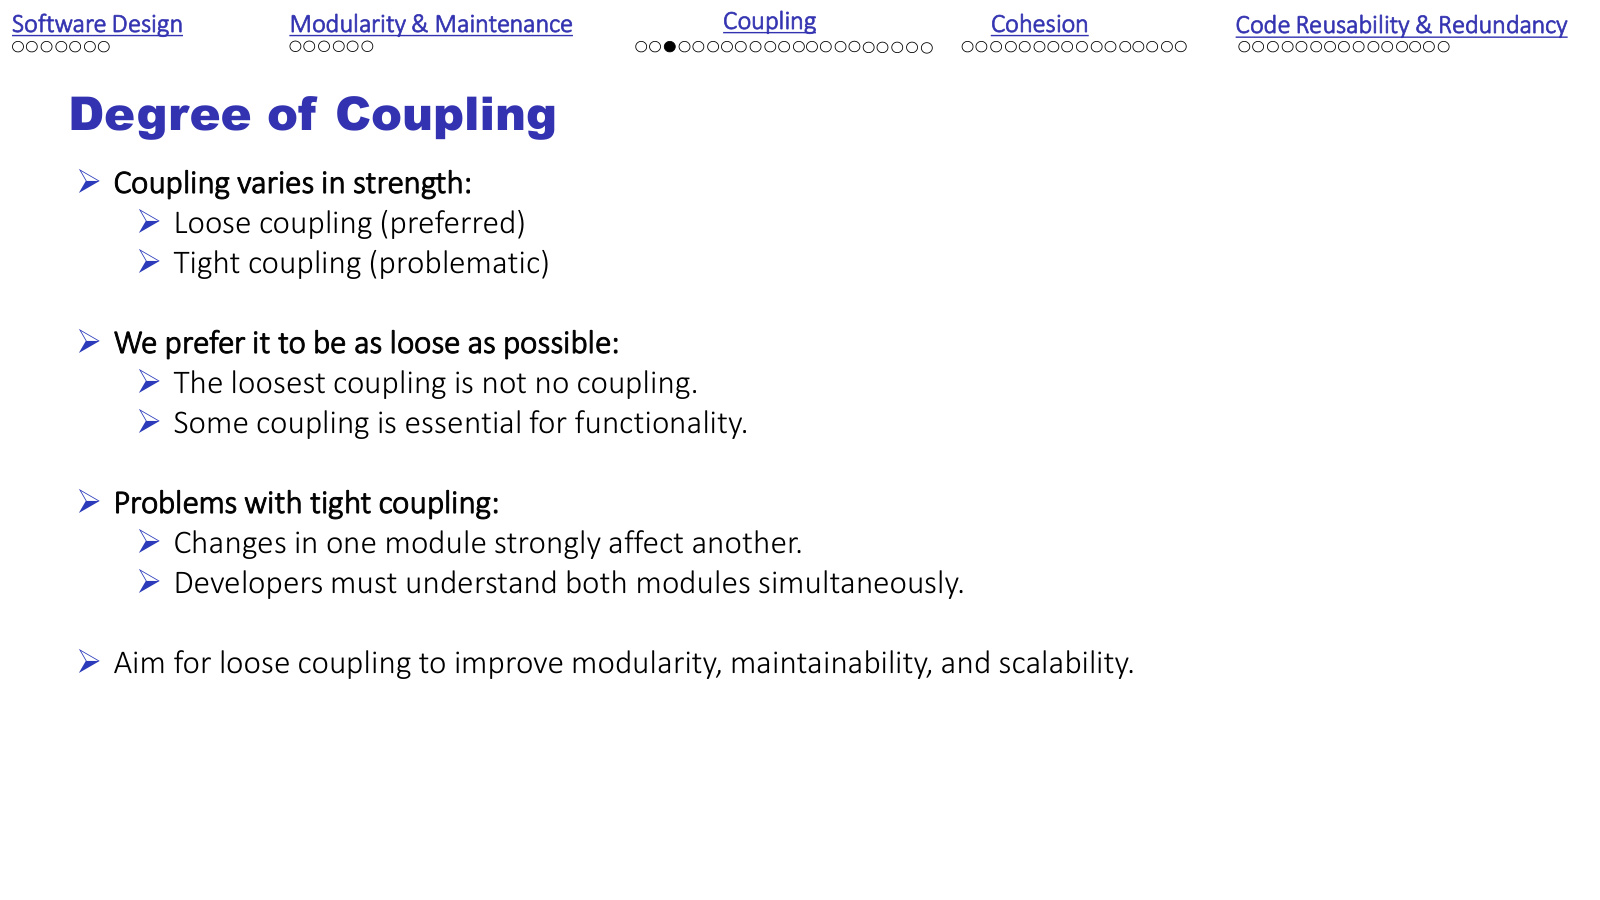 Software Design
Modularity & Maintenance
Coupling
Cohesion
Code Reusability & Redundancy
Degree of Coupling
Coupling varies in strength:
Loose coupling (preferred)
Tight coupling (problematic)
We prefer it to be as loose as possible:
The loosest coupling is not no coupling.
Some coupling is essential for functionality.
Problems with tight coupling:
Changes in one module strongly affect another.
Developers must understand both modules simultaneously.
Aim for loose coupling to improve modularity, maintainability, and scalability.